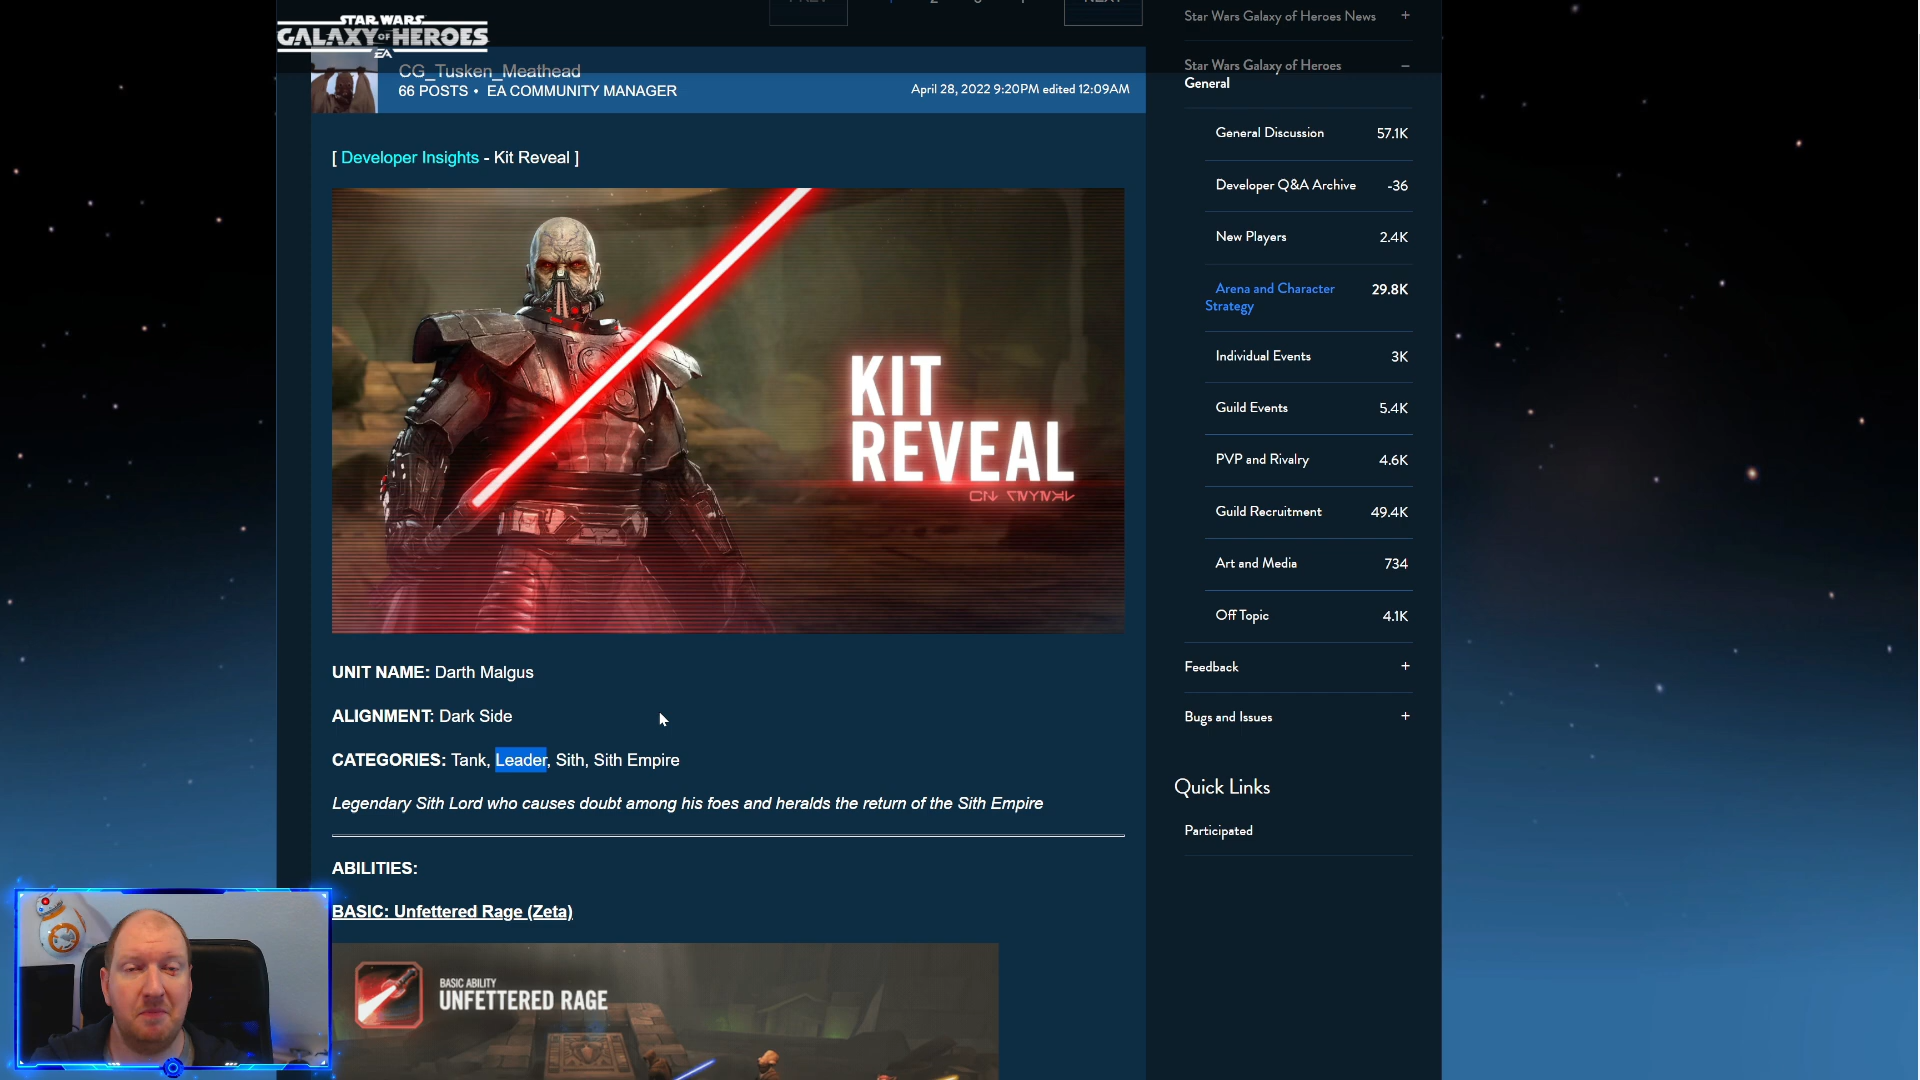 STAR WARS
GALAXY OF HEROES
EA
PREV 1 2 3 4 NEXT
CG_Tusken_Meathead
66 POSTS • EA COMMUNITY MANAGER
April 28, 2022 9:20PM edited 12:09AM
[ Developer Insights - Kit Reveal ]
KIT
REVEAL
UNIT NAME: Darth Malgus
ALIGNMENT: Dark Side
CATEGORIES: Tank, Leader, Sith, Sith Empire
Legendary Sith Lord who causes doubt among his foes and heralds the return of the Sith Empire
ABILITIES:
BASIC: Unfettered Rage (Zeta)
BASIC ABILITY
UNFETTERED RAGE
Star Wars Galaxy of Heroes News +
Star Wars Galaxy of Heroes –
General
General Discussion 57.1K
Developer Q&A Archive -36
New Players 2.4K
Arena and Character 29.8K
Strategy
Individual Events 3K
Guild Events 5.4K
PVP and Rivalry 4.6K
Guild Recruitment 49.4K
Art and Media 734
Off Topic 4.1K
Feedback +
Bugs and Issues +
Quick Links
Participated